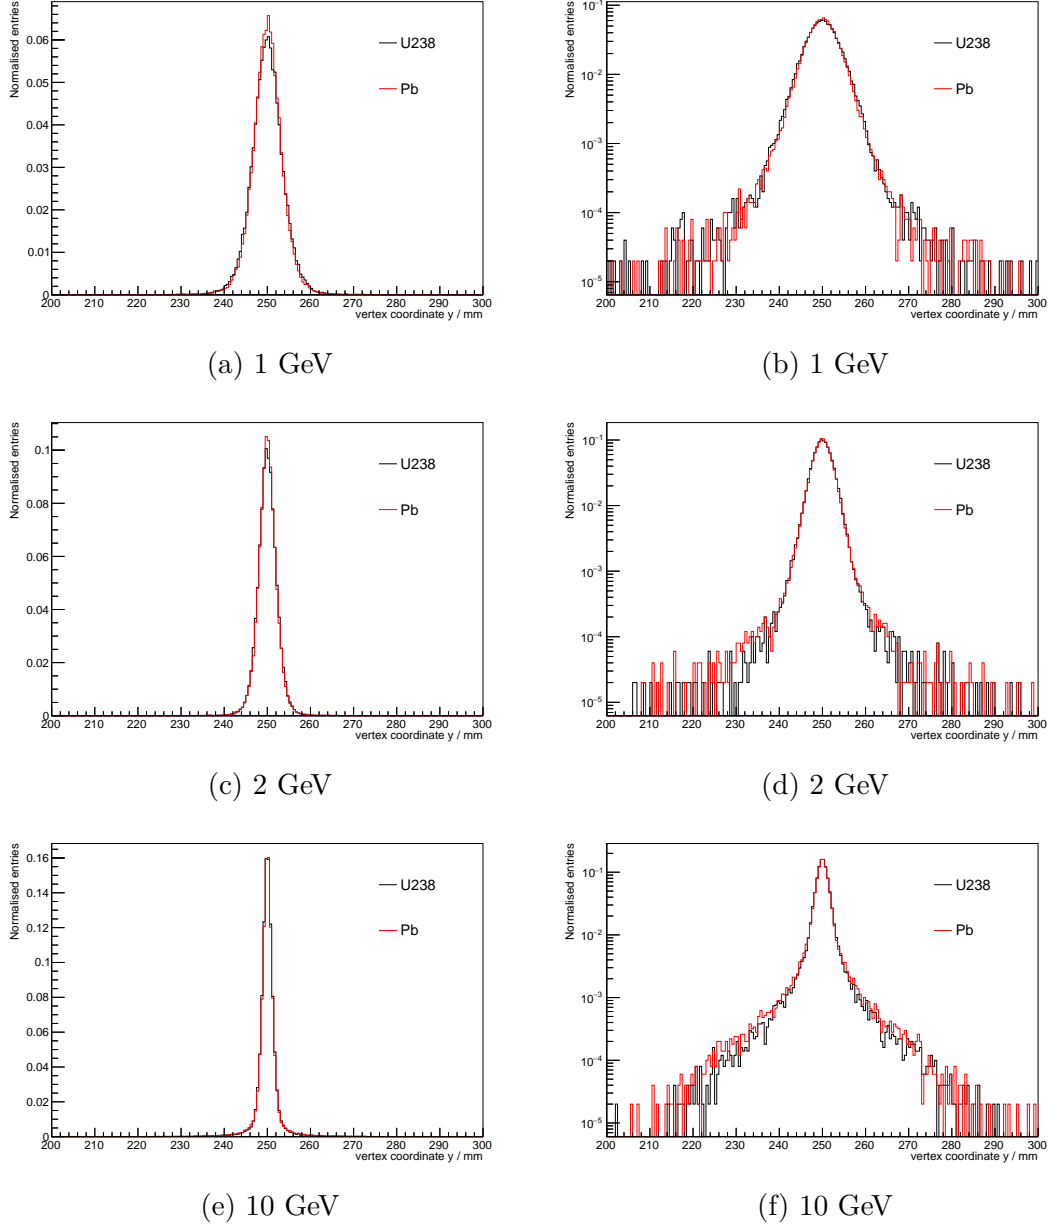 Normalised entries
0.06
0.05
0.04
0.03
0.02
0.01
0
200 210 220 230 240 250 260 270 280 290 300
vertex coordinate y / mm
U238
Pb
(a) 1 GeV
Normalised entries
10⁻¹
10⁻²
10⁻³
10⁻⁴
10⁻⁵
200 210 220 230 240 250 260 270 280 290 300
vertex coordinate y / mm
U238
Pb
(b) 1 GeV
Normalised entries
0.1
0.08
0.06
0.04
0.02
0
200 210 220 230 240 250 260 270 280 290 300
vertex coordinate y / mm
U238
Pb
(c) 2 GeV
Normalised entries
10⁻¹
10⁻²
10⁻³
10⁻⁴
10⁻⁵
200 210 220 230 240 250 260 270 280 290 300
vertex coordinate y / mm
U238
Pb
(d) 2 GeV
Normalised entries
0.16
0.14
0.12
0.1
0.08
0.06
0.04
0.02
0
200 210 220 230 240 250 260 270 280 290 300
vertex coordinate y / mm
U238
Pb
(e) 10 GeV
Normalised entries
10⁻¹
10⁻²
10⁻³
10⁻⁴
10⁻⁵
200 210 220 230 240 250 260 270 280 290 300
vertex coordinate y / mm
U238
Pb
(f) 10 GeV